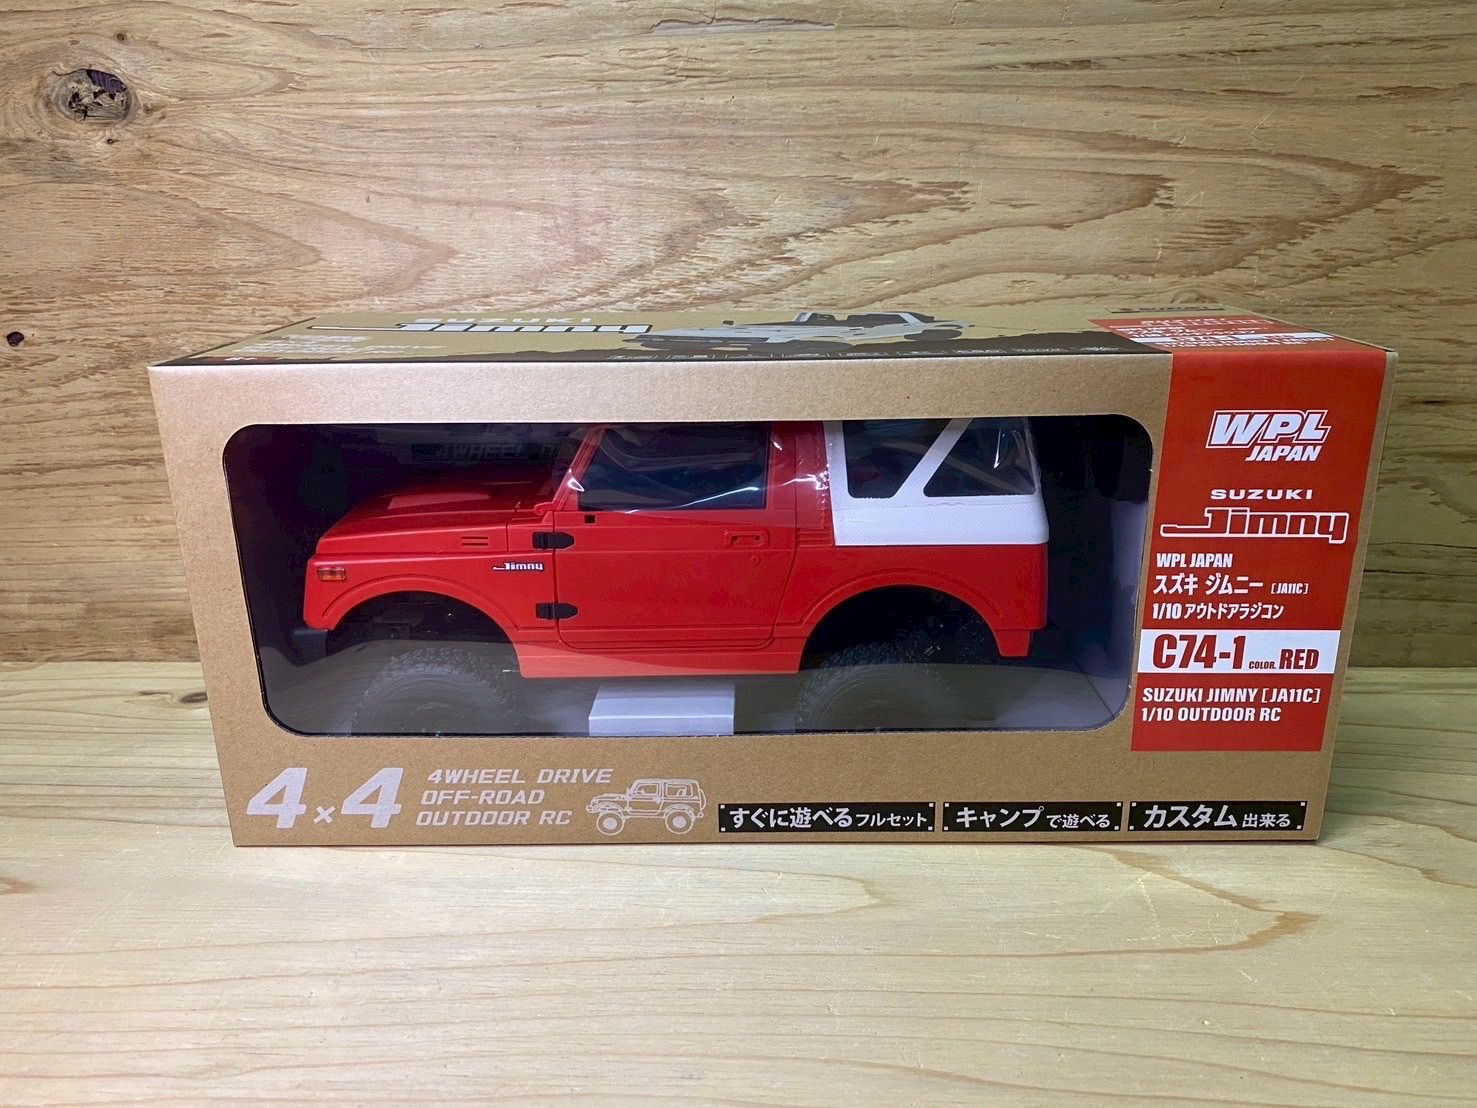 SUZUKI
Jimny
Jimny
WPL
JAPAN
SUZUKI
Jimny
WPL JAPAN
スズキ ジムニー [JA11C]
1/10 アウトドアラジコン
C74-1 COLOR. RED
SUZUKI JIMNY [JA11C]
1/10 OUTDOOR RC
4×4
4WHEEL DRIVE
OFF-ROAD
OUTDOOR RC
すぐに遊べるフルセット
キャンプで遊べる
カスタム出来る